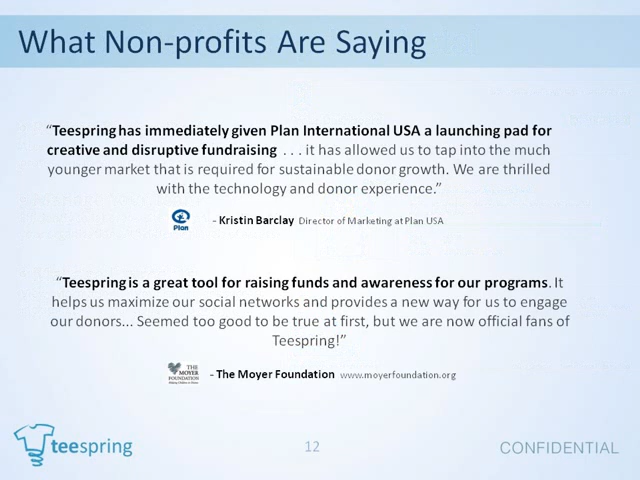 What Non-profits Are Saying
“Teespring has immediately given Plan International USA a launching pad for
creative and disruptive fundraising . . . it has allowed us to tap into the much
younger market that is required for sustainable donor growth. We are thrilled
with the technology and donor experience.”
Plan
- Kristin Barclay Director of Marketing at Plan USA
“Teespring is a great tool for raising funds and awareness for our programs. It
helps us maximize our social networks and provides a new way for us to engage
our donors... Seemed too good to be true at first, but we are now official fans of
Teespring!”
THE
MOYER
FOUNDATION
- The Moyer Foundation www.moyerfoundation.org
teespring
12
CONFIDENTIAL